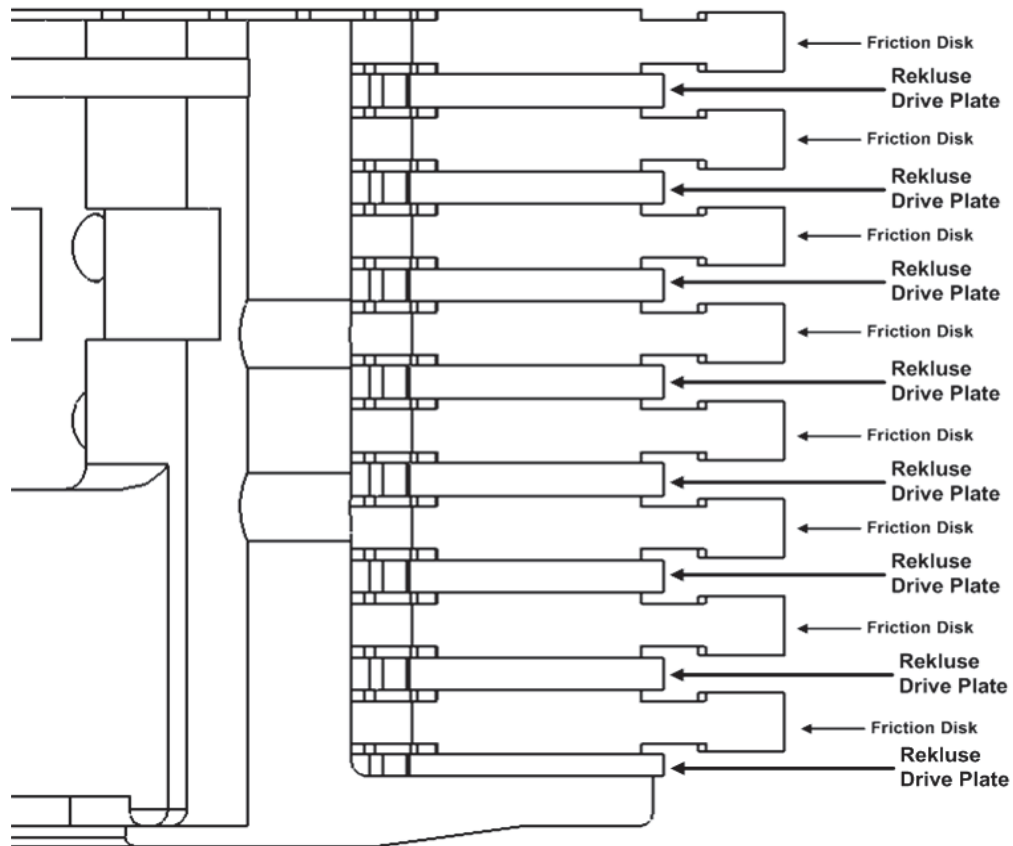 Friction Disk
Rekluse
Drive Plate
Friction Disk
Rekluse
Drive Plate
Friction Disk
Rekluse
Drive Plate
Friction Disk
Rekluse
Drive Plate
Friction Disk
Rekluse
Drive Plate
Friction Disk
Rekluse
Drive Plate
Friction Disk
Rekluse
Drive Plate
Friction Disk
Rekluse
Drive Plate